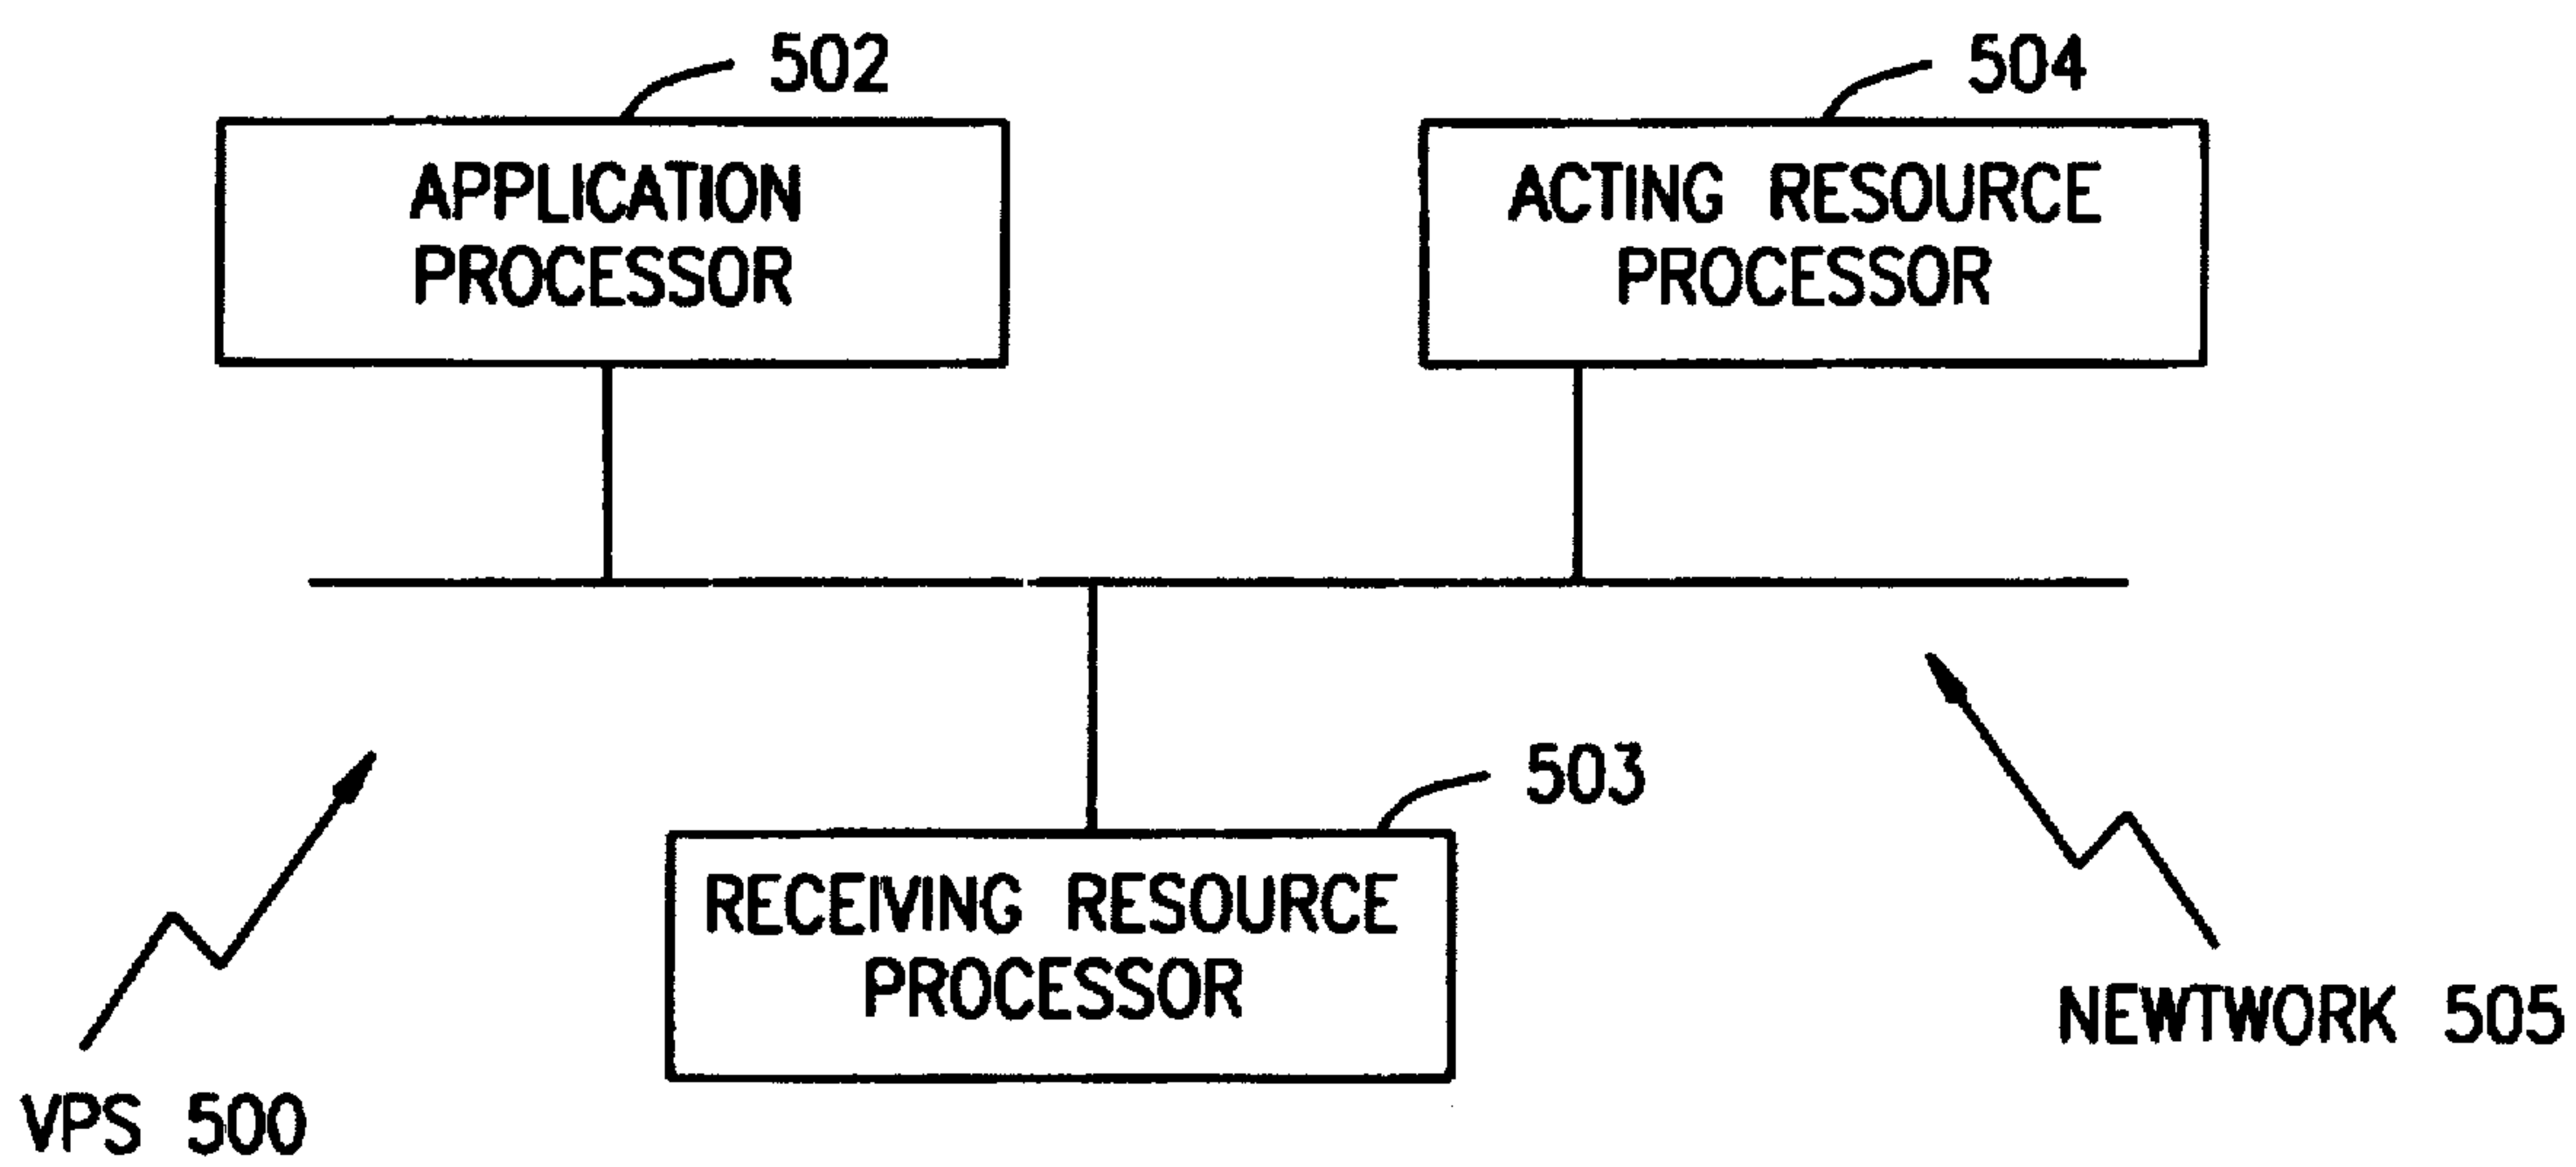 502
504
APPLICATION
PROCESSOR
ACTING RESOURCE
PROCESSOR
503
RECEIVING RESOURCE
PROCESSOR
NEWTWORK 505
VPS 500